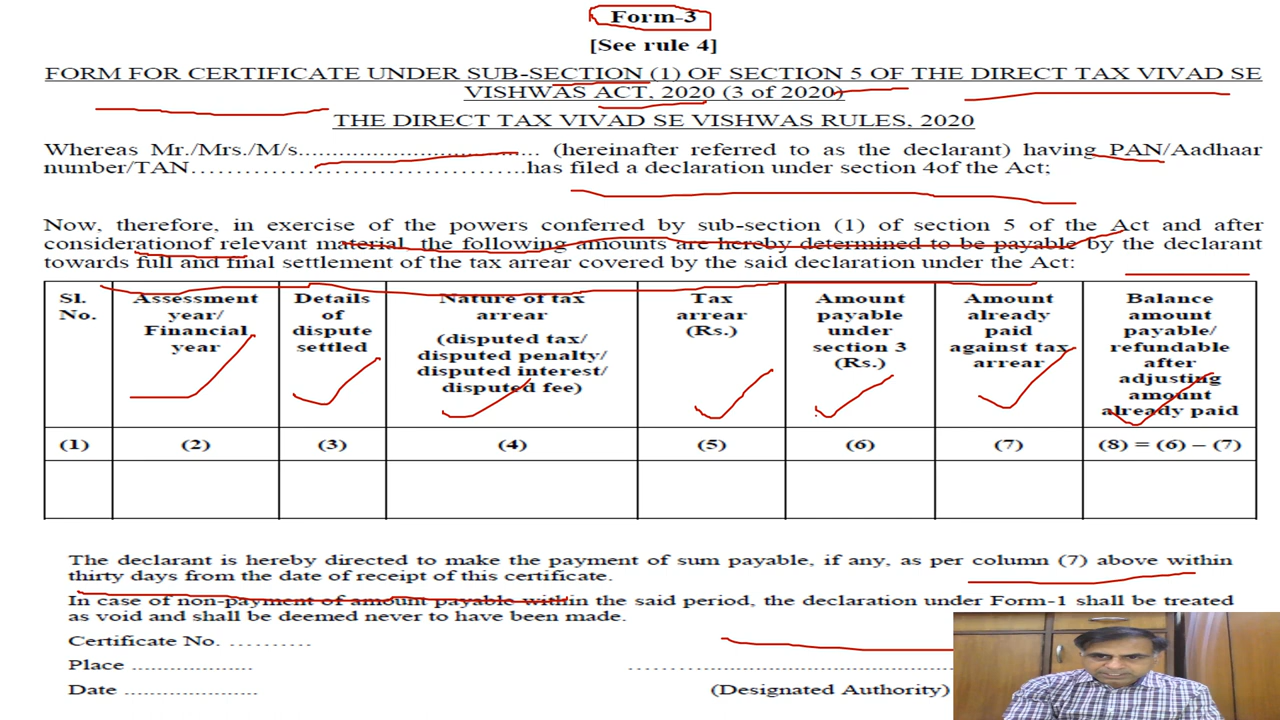 Form-3
[See rule 4]
FORM FOR CERTIFICATE UNDER SUB-SECTION (1) OF SECTION 5 OF THE DIRECT TAX VIVAD SE
VISHWAS ACT, 2020 (3 of 2020)
THE DIRECT TAX VIVAD SE VISHWAS RULES, 2020
Whereas Mr./Mrs./M/s................................... (hereinafter referred to as the declarant) having PAN/Aadhaar
number/TAN……………………………………..has filed a declaration under section 4of the Act;
Now, therefore, in exercise of the powers conferred by sub-section (1) of section 5 of the Act and after
considerationof relevant material, the following amounts are hereby determined to be payable by the declarant
towards full and final settlement of the tax arrear covered by the said declaration under the Act:
Sl.
No.
Assessment
year/
Financial
year
Details
of
dispute
settled
Nature of tax
arrear
(disputed tax/
disputed penalty/
disputed interest/
disputed fee)
Tax
arrear
(Rs.)
Amount
payable
under
section 3
(Rs.)
Amount
already
paid
against tax
arrear
Balance
amount
payable/
refundable
after
adjusting
amount
already paid
(1) (2) (3) (4) (5) (6) (7) (8) = (6) – (7)
The declarant is hereby directed to make the payment of sum payable, if any, as per column (7) above within
thirty days from the date of receipt of this certificate.
In case of non-payment of amount payable within the said period, the declaration under Form-1 shall be treated
as void and shall be deemed never to have been made.
Certificate No. ……….
Place ....................
Date ......................
(Designated Authority)